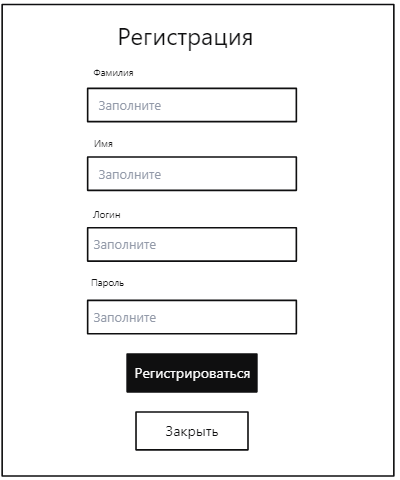 Регистрация
Фамилия
Заполните
Имя
Заполните
Логин
Заполните
Пароль
Заполните
Регистрироваться
Закрыть